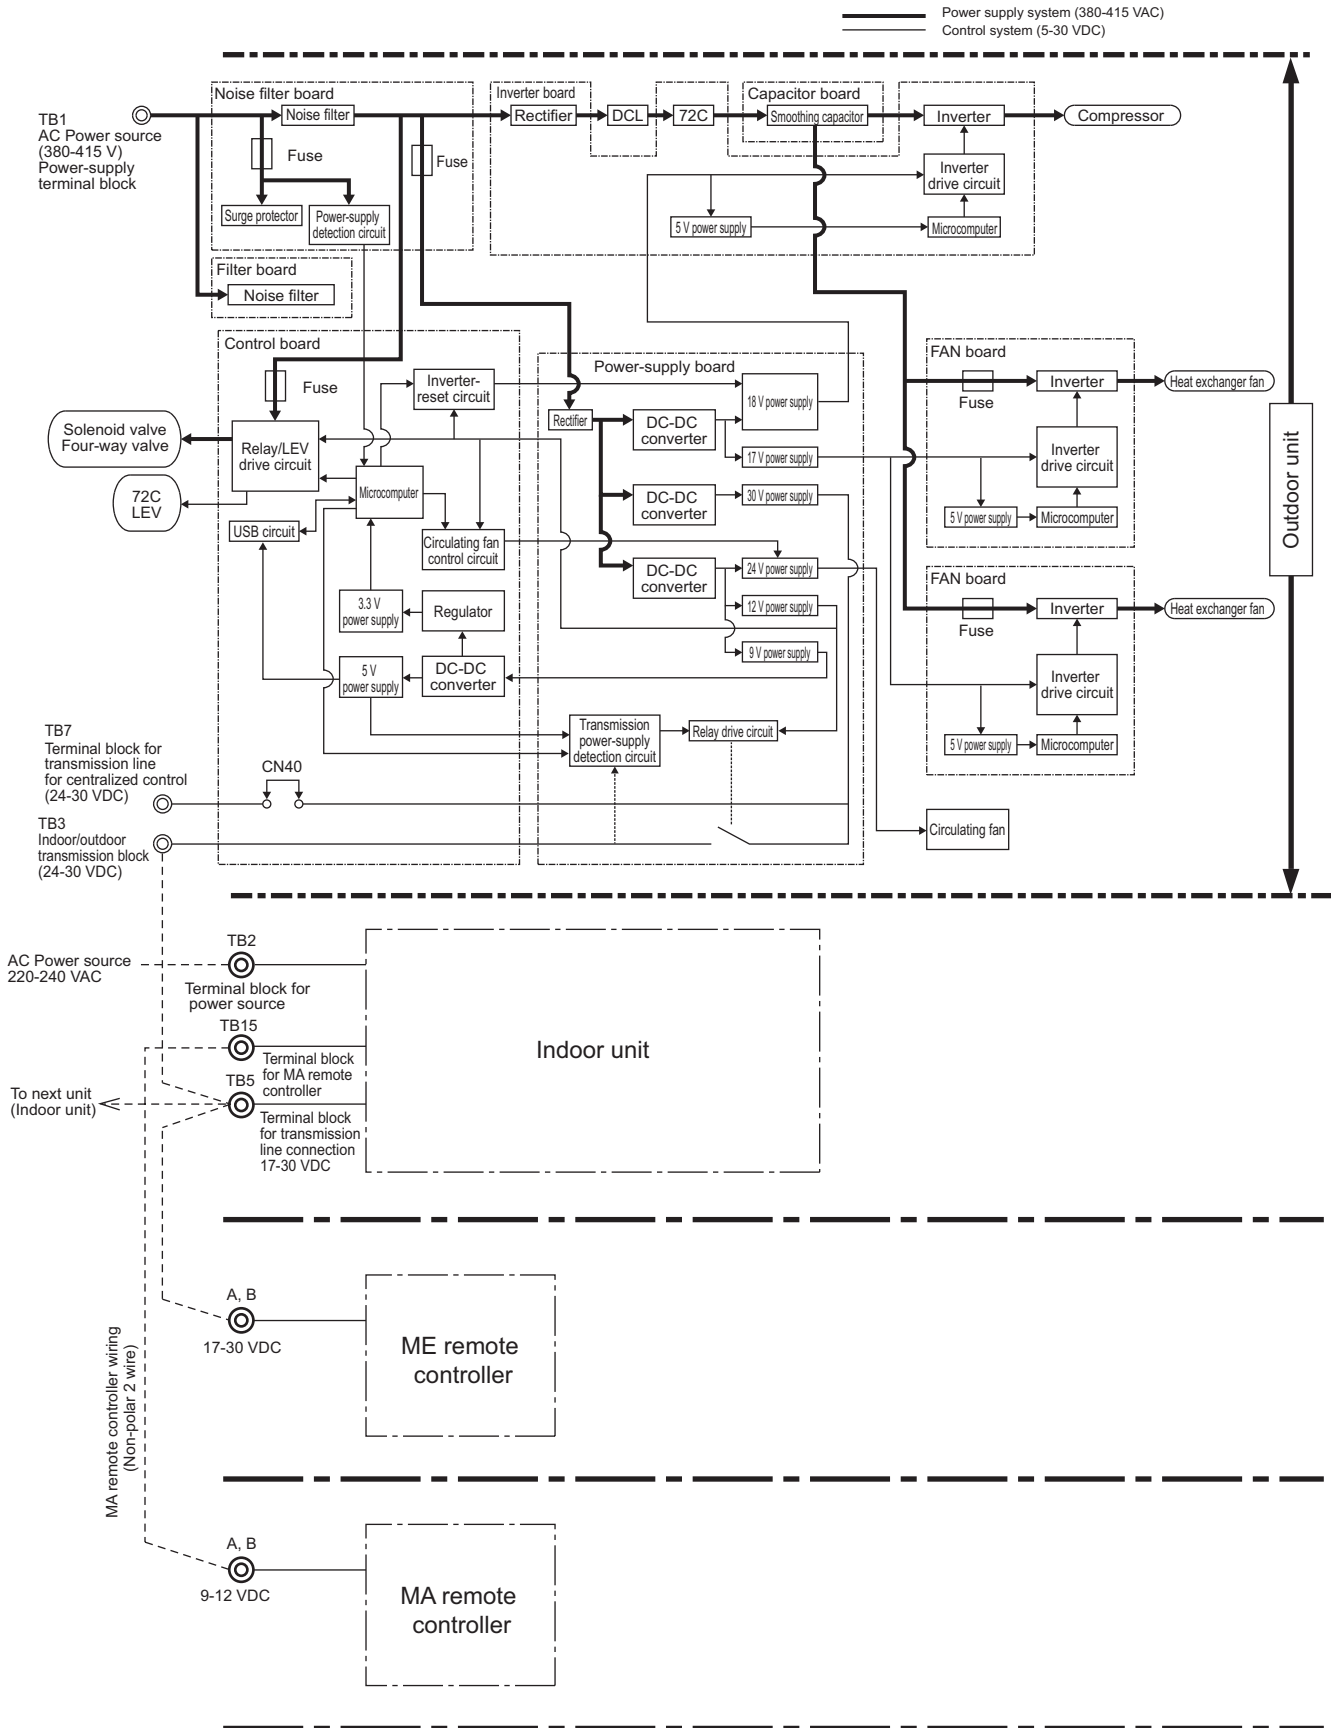 Power supply system (380-415 VAC)
Control system (5-30 VDC)
TB1
AC Power source
(380-415 V)
Power-supply
terminal block
Noise filter board
Noise filter
Fuse
Fuse
Surge protector
Power-supply
detection circuit
Inverter board
Rectifier
DCL
72C
Capacitor board
Smoothing capacitor
Inverter
Compressor
Inverter
drive circuit
5 V power supply
Microcomputer
Filter board
Noise filter
Control board
Fuse
Inverter-
reset circuit
Solenoid valve
Four-way valve
Relay/LEV
drive circuit
72C
LEV
Microcomputer
USB circuit
Circulating fan
control circuit
3.3 V
power supply
Regulator
5 V
power supply
DC-DC
converter
Power-supply board
Rectifier
DC-DC
converter
18 V power supply
17 V power supply
DC-DC
converter
30 V power supply
DC-DC
converter
24 V power supply
12 V power supply
9 V power supply
Transmission
power-supply
detection circuit
Relay drive circuit
FAN board
Fuse
Inverter
Heat exchanger fan
Inverter
drive circuit
5 V power supply
Microcomputer
FAN board
Fuse
Inverter
Heat exchanger fan
Inverter
drive circuit
5 V power supply
Microcomputer
Circulating fan
Outdoor unit
TB7
Terminal block for
transmission line
for centralized control
(24-30 VDC)
CN40
TB3
Indoor/outdoor
transmission block
(24-30 VDC)
AC Power source
220-240 VAC
TB2
Terminal block for
power source
TB15
Terminal block
for MA remote
controller
TB5
Terminal block
for transmission
line connection
17-30 VDC
To next unit
(Indoor unit)
Indoor unit
A, B
17-30 VDC
ME remote
controller
MA remote controller wiring
(Non-polar 2 wire)
A, B
9-12 VDC
MA remote
controller